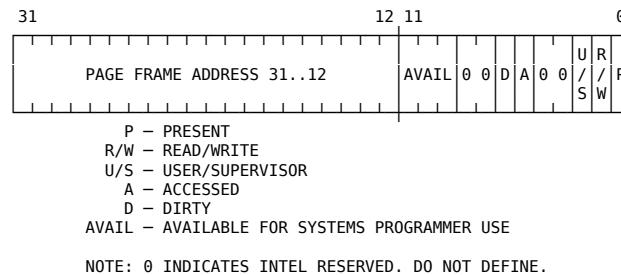 31 12 11 0
PAGE FRAME ADDRESS 31..12 AVAIL 0 0 D A 0 0 U/S R/W P
P — PRESENT
R/W — READ/WRITE
U/S — USER/SUPERVISOR
A — ACCESSED
D — DIRTY
AVAIL — AVAILABLE FOR SYSTEMS PROGRAMMER USE
NOTE: 0 INDICATES INTEL RESERVED. DO NOT DEFINE.